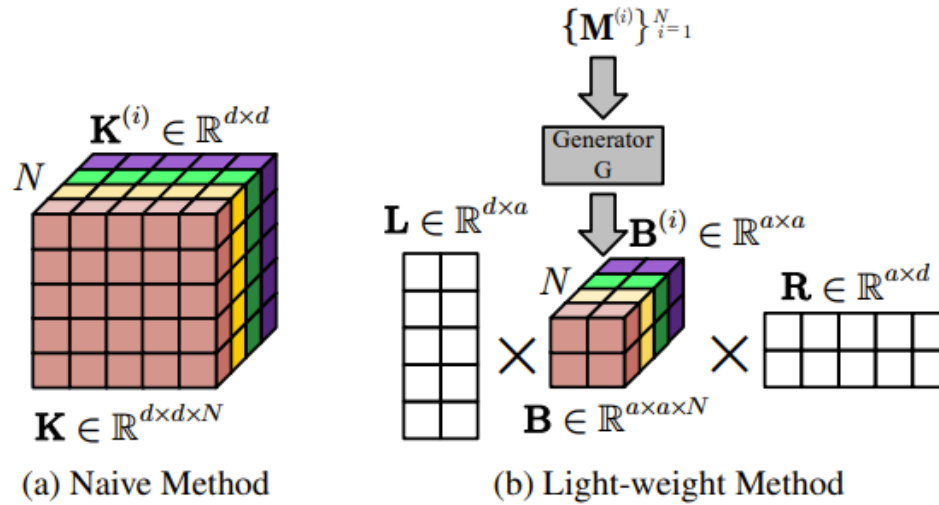 {M^{(i)}}_{i=1}^{N}
K^{(i)} ∈ ℝ^{d×d}
N
Generator
G
L ∈ ℝ^{d×a}
B^{(i)} ∈ ℝ^{a×a}
N
R ∈ ℝ^{a×d}
×
×
K ∈ ℝ^{d×d×N}
B ∈ ℝ^{a×a×N}
(a) Naive Method
(b) Light-weight Method